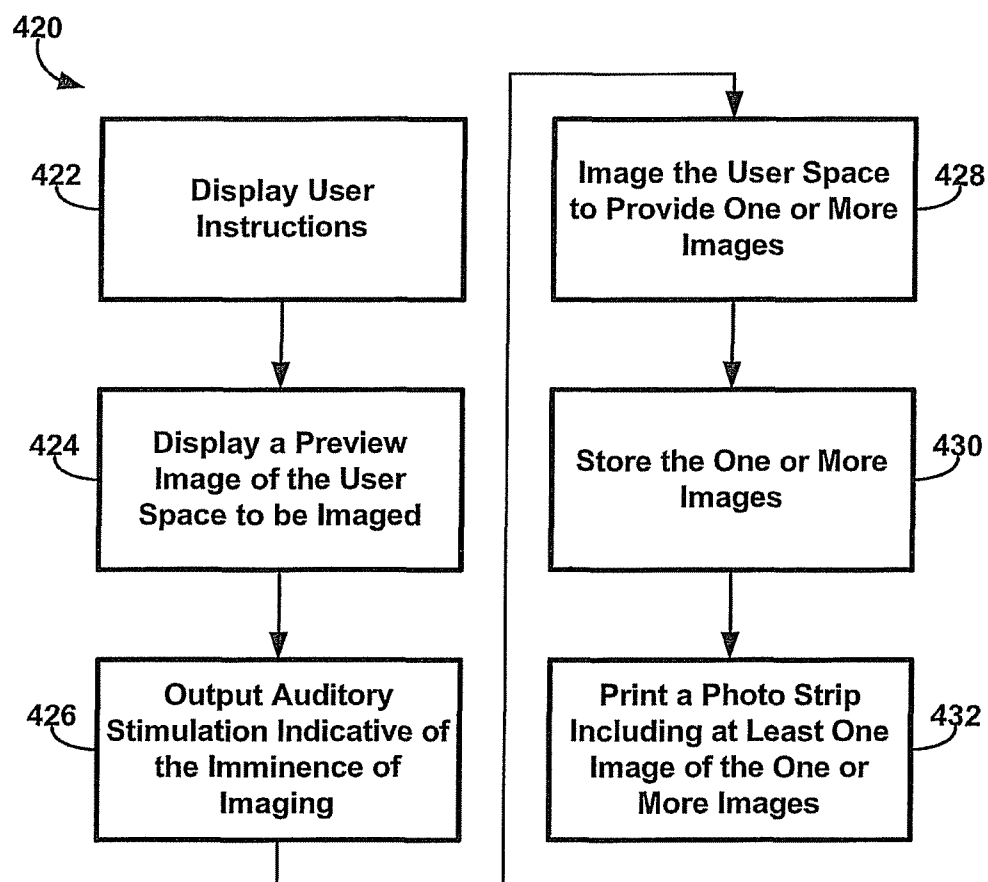 420
422
Display User
Instructions
424
Display a Preview
Image of the User
Space to be Imaged
426
Output Auditory
Stimulation Indicative of
the Imminence of
Imaging
Image the User Space
to Provide One or More
Images
428
Store the One or More
Images
430
Print a Photo Strip
Including at Least One
Image of the One or
More Images
432